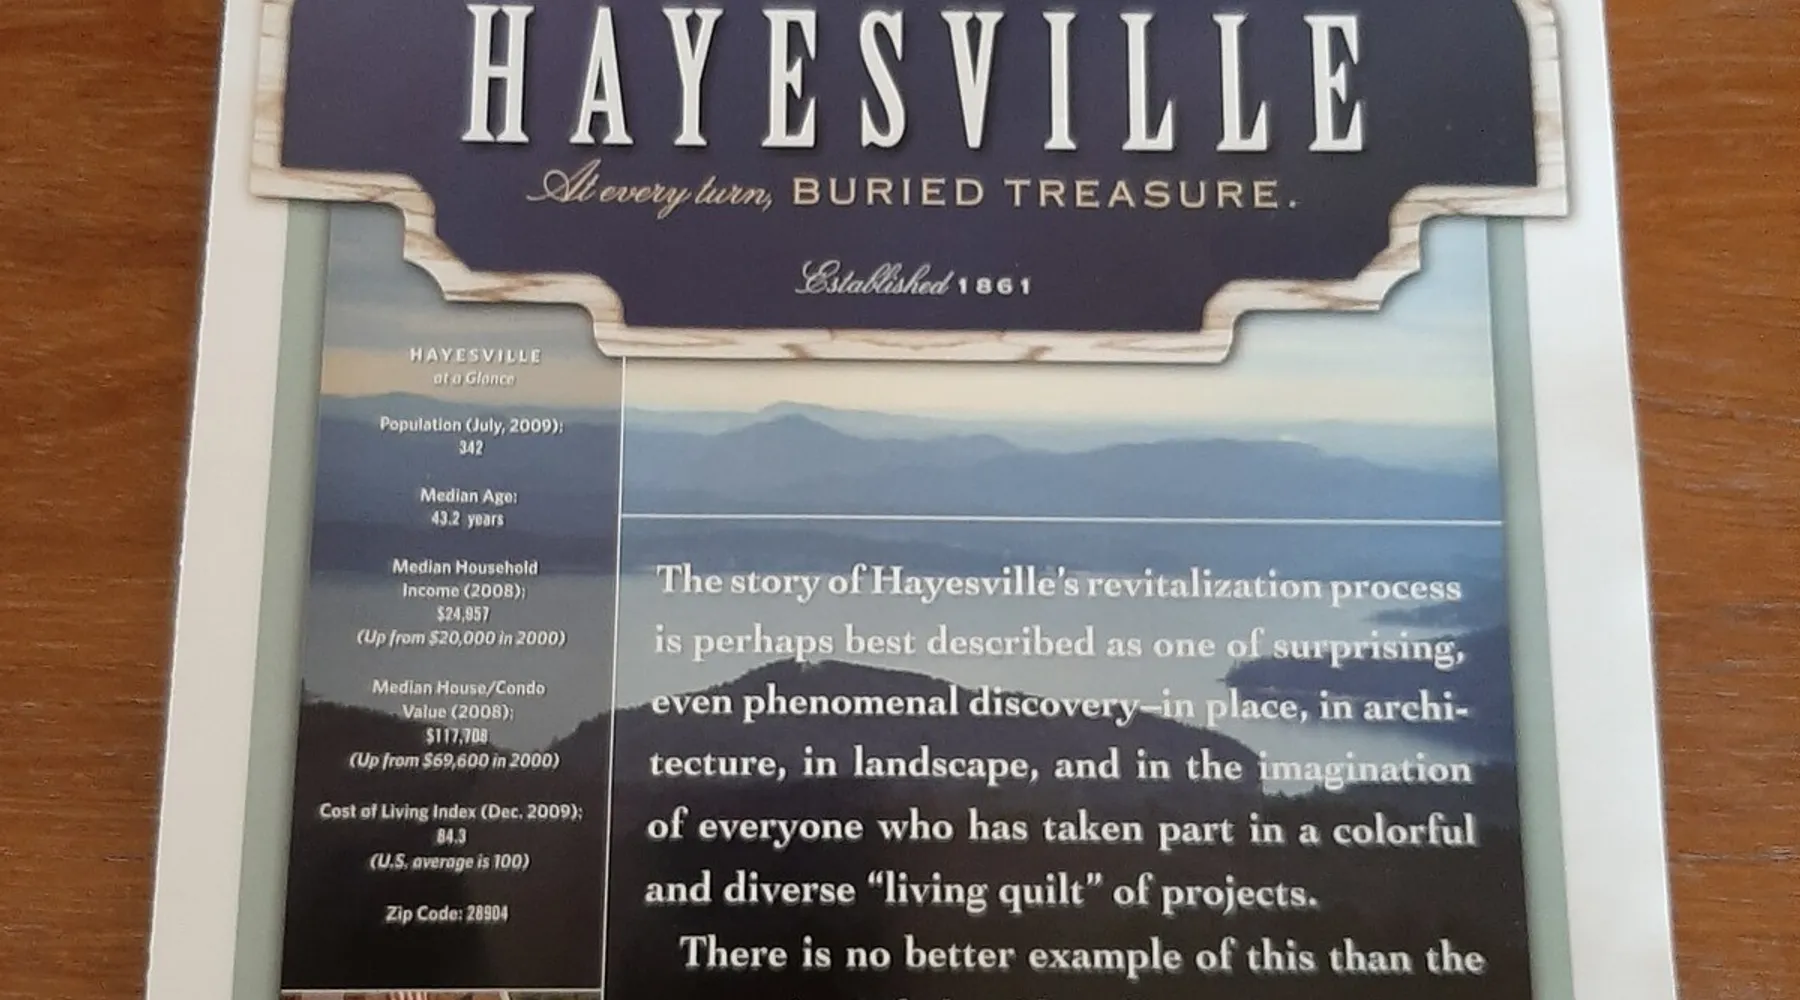 HAYESVILLE
At every turn, BURIED TREASURE.
Established 1861
HAYESVILLE
at a Glance
Population (July, 2009):
342
Median Age:
43.2 years
Median Household
Income (2008):
$24,957
(Up from $20,000 in 2000)
Median House/Condo
Value (2008):
$117,708
(Up from $69,600 in 2000)
Cost of Living Index (Dec. 2009):
84.3
(U.S. average is 100)
Zip Code: 28904
The story of Hayesville's revitalization process
is perhaps best described as one of surprising,
even phenomenal discovery—in place, in archi-
tecture, in landscape, and in the imagination
of everyone who has taken part in a colorful
and diverse “living quilt” of projects.
There is no better example of this than the